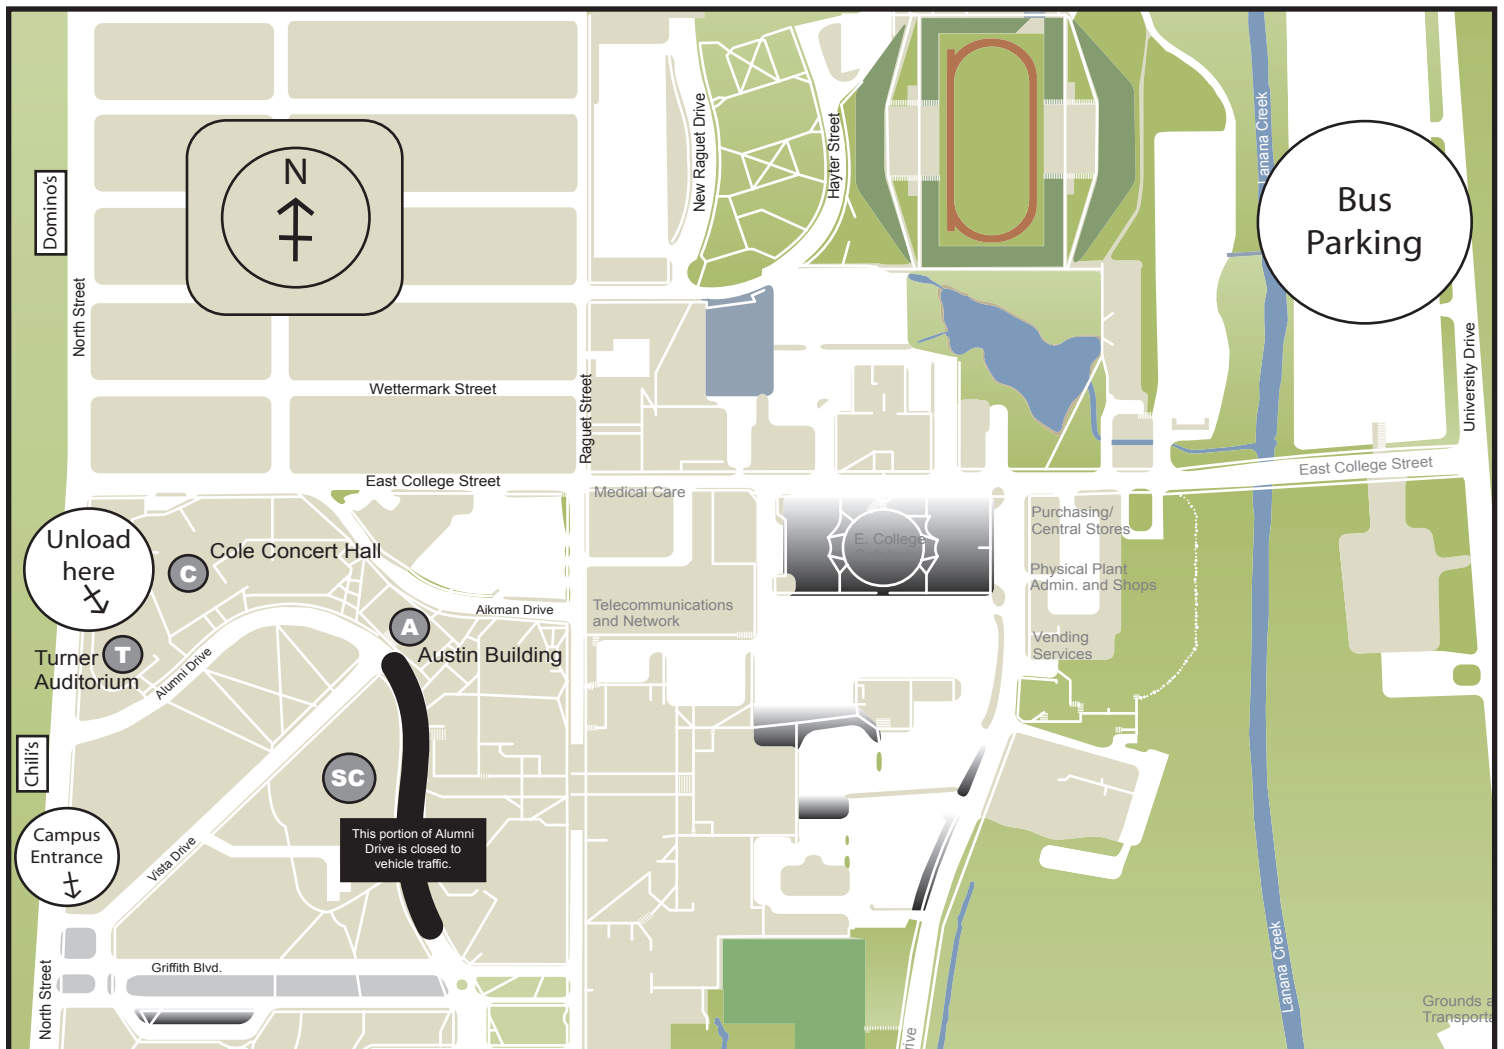 N
Domino's
North Street
New Raguet Drive
Hayter Street
Lanana Creek
Bus
Parking
University Drive
Wettermark Street
Raguet Street
East College Street
East College Street
Medical Care
Unload
here
C
Cole Concert Hall
E. College
Purchasing/
Central Stores
Physical Plant
Admin. and Shops
Telecommunications
and Network
Vending
Services
Aikman Drive
A
Austin Building
T
Turner
Auditorium
Alumni Drive
Chili's
SC
Campus
Entrance
Vista Drive
This portion of Alumni
Drive is closed to
vehicle traffic.
Griffith Blvd.
North Street
Lanana Creek
Grounds a
Transporta
rive